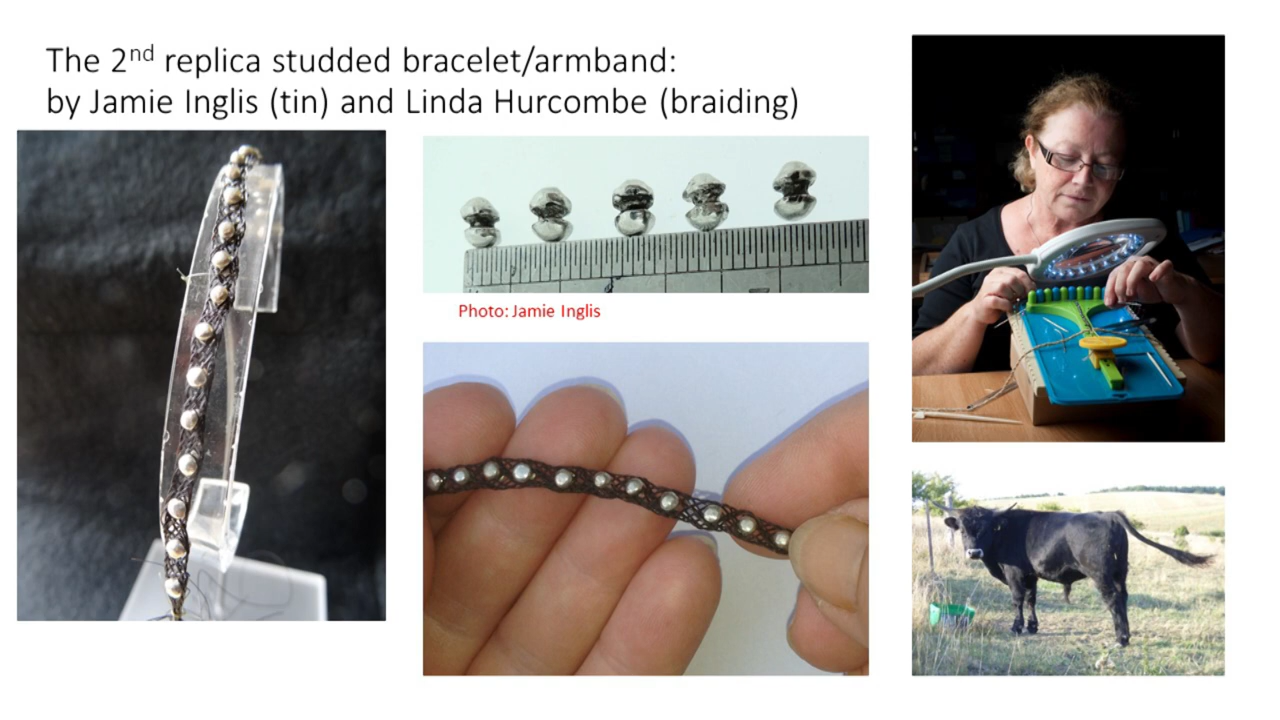 The 2nd replica studded bracelet/armband:
by Jamie Inglis (tin) and Linda Hurcombe (braiding)
Photo: Jamie Inglis